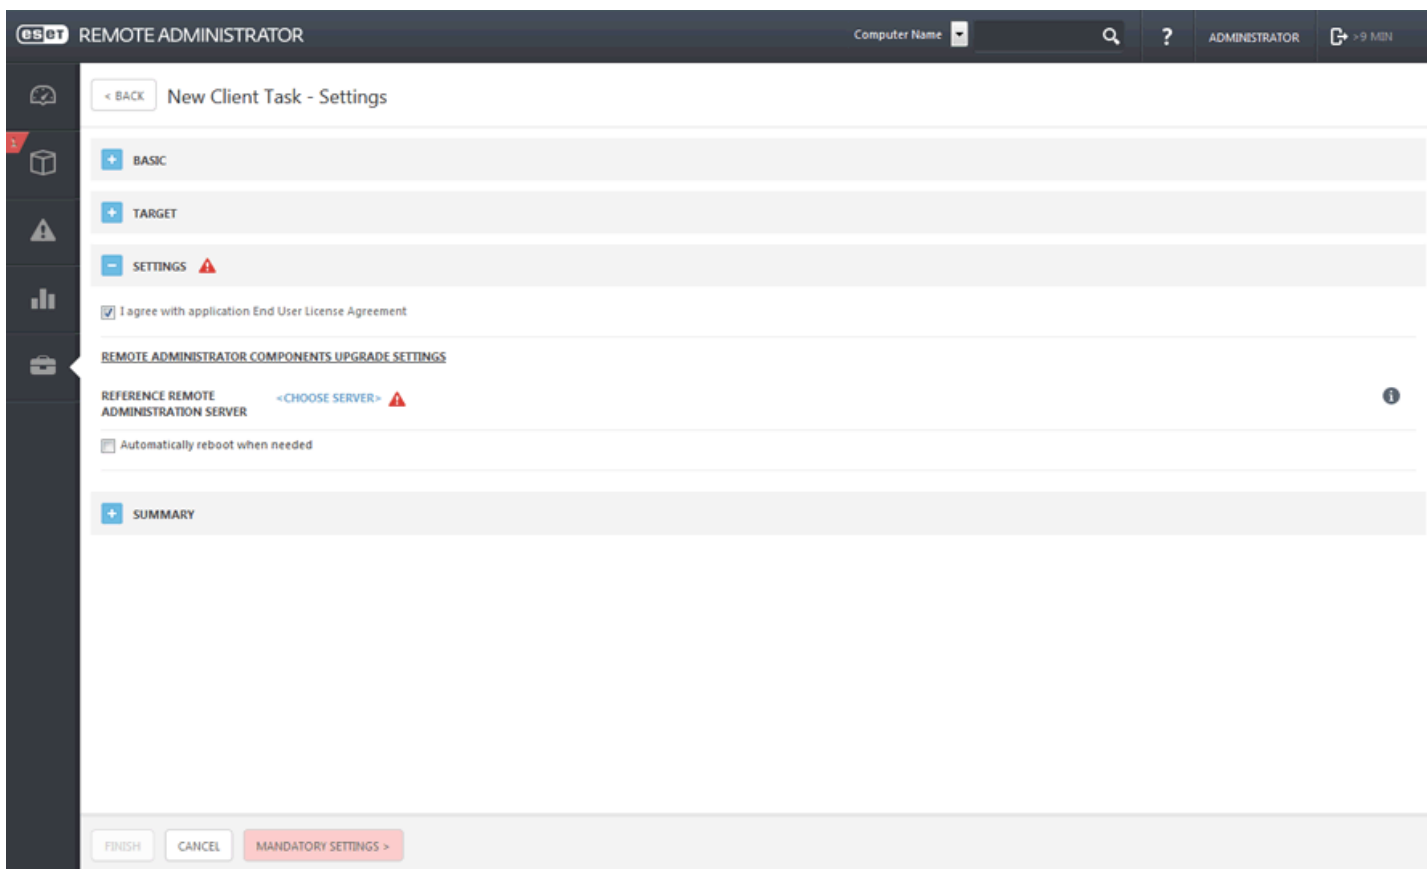 eset REMOTE ADMINISTRATOR Computer Name ? ADMINISTRATOR >9 MIN
< BACK New Client Task - Settings
1
BASIC
TARGET
SETTINGS
I agree with application End User License Agreement
REMOTE ADMINISTRATOR COMPONENTS UPGRADE SETTINGS
REFERENCE REMOTE
ADMINISTRATION SERVER
<CHOOSE SERVER>
Automatically reboot when needed
SUMMARY
FINISH CANCEL MANDATORY SETTINGS >